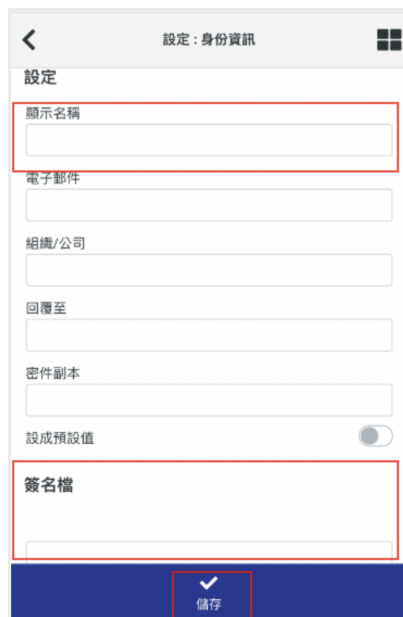 設定 : 身份資訊
設定
顯示名稱
電子郵件
組織/公司
回覆至
密件副本
設成預設值
簽名檔
儲存